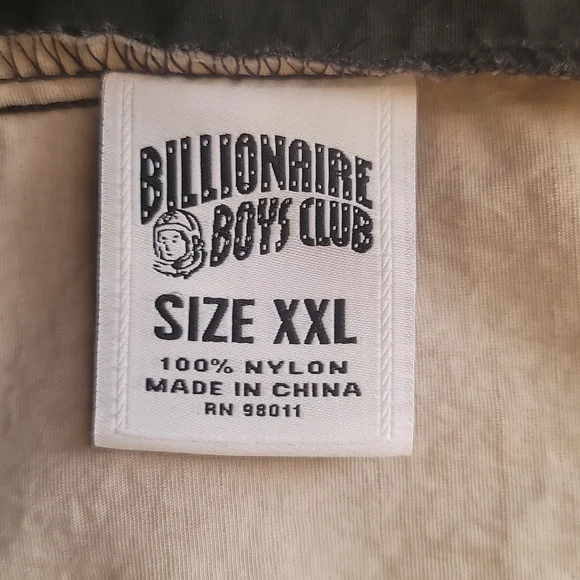 BILLIONAIRE
BOYS CLUB
SIZE XXL
100% NYLON
MADE IN CHINA
RN 98011